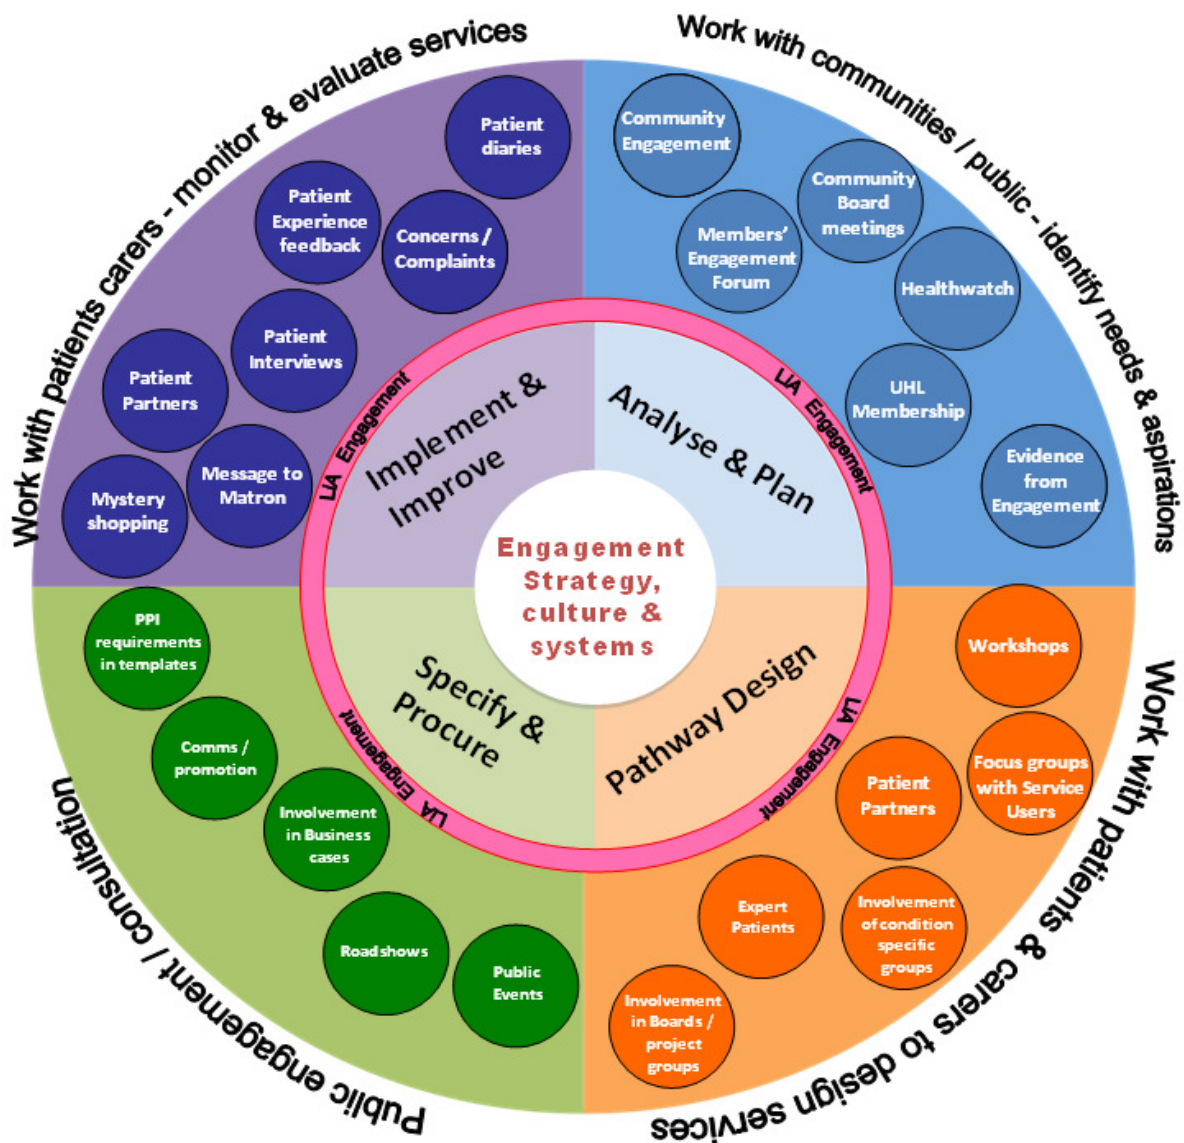 Work with patients carers - monitor & evaluate services
Work with communities / public - identify needs & aspirations
Patient
diaries
Patient
Experience
feedback
Concerns /
Complaints
Patient
Interviews
Patient
Partners
Message to
Matron
Mystery
shopping
Community
Engagement
Community
Board
meetings
Members'
Engagement
Forum
Healthwatch
UHL
Membership
Evidence
from
Engagement
LIA Engagement
LIA Engagement
Implement &
Improve
Analyse & Plan
Engagement
Strategy,
culture &
systems
Specify &
Procure
Pathway Design
LIA Engagement
LIA Engagement
PPI
requirements
in templates
Comms /
promotion
Involvement
in Business
cases
Roadshows
Public
Events
Workshops
Focus groups
with Service
Users
Patient
Partners
Involvement
of condition
specific
groups
Expert
Patients
Involvement
in Boards /
project
groups
Public engagement / consultation
Work with patients & carers to design services